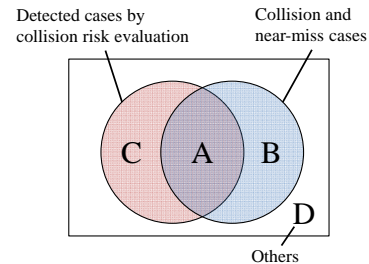 Detected cases by
collision risk evaluation
Collision and
near-miss cases
C
A
B
D
Others